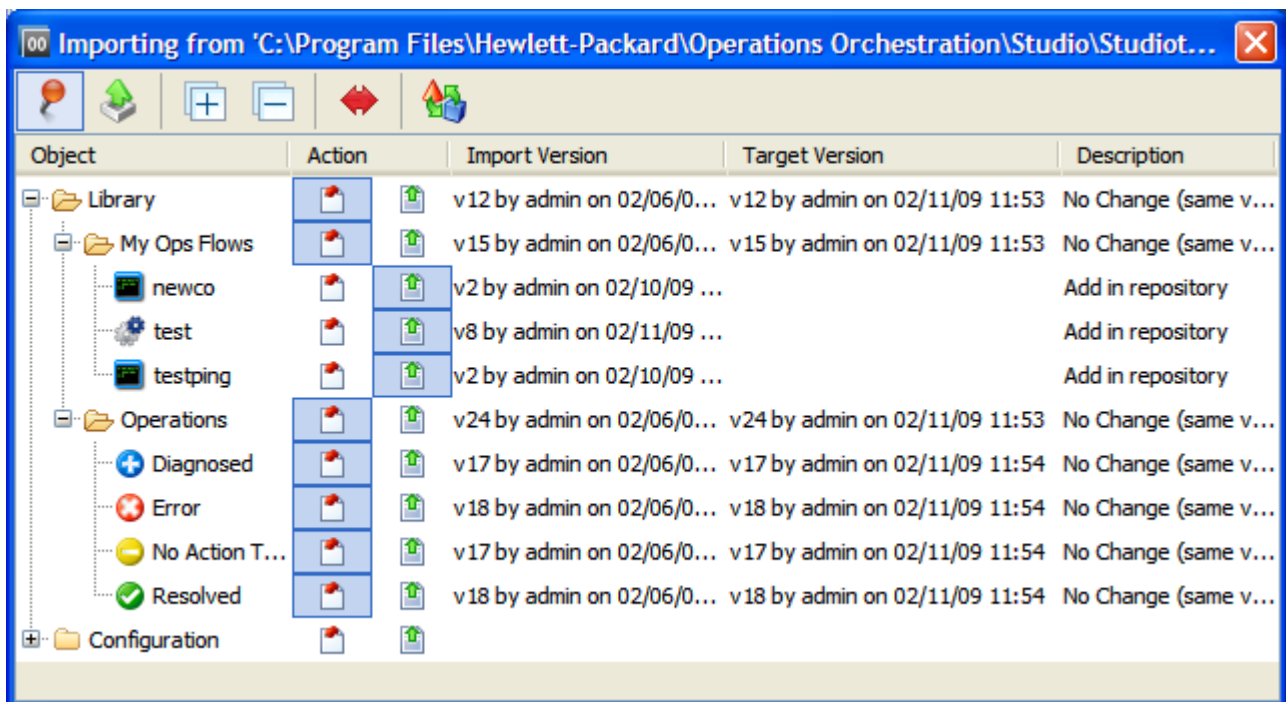 Importing from 'C:\Program Files\Hewlett-Packard\Operations Orchestration\Studio\Studiot...
Object Action Import Version Target Version Description
Library v12 by admin on 02/06/0... v12 by admin on 02/11/09 11:53 No Change (same v...
My Ops Flows v15 by admin on 02/06/0... v15 by admin on 02/11/09 11:53 No Change (same v...
newco v2 by admin on 02/10/09 ... Add in repository
test v8 by admin on 02/11/09 ... Add in repository
testping v2 by admin on 02/10/09 ... Add in repository
Operations v24 by admin on 02/06/0... v24 by admin on 02/11/09 11:53 No Change (same v...
Diagnosed v17 by admin on 02/06/0... v17 by admin on 02/11/09 11:54 No Change (same v...
Error v18 by admin on 02/06/0... v18 by admin on 02/11/09 11:54 No Change (same v...
No Action T... v17 by admin on 02/06/0... v17 by admin on 02/11/09 11:54 No Change (same v...
Resolved v18 by admin on 02/06/0... v18 by admin on 02/11/09 11:54 No Change (same v...
Configuration